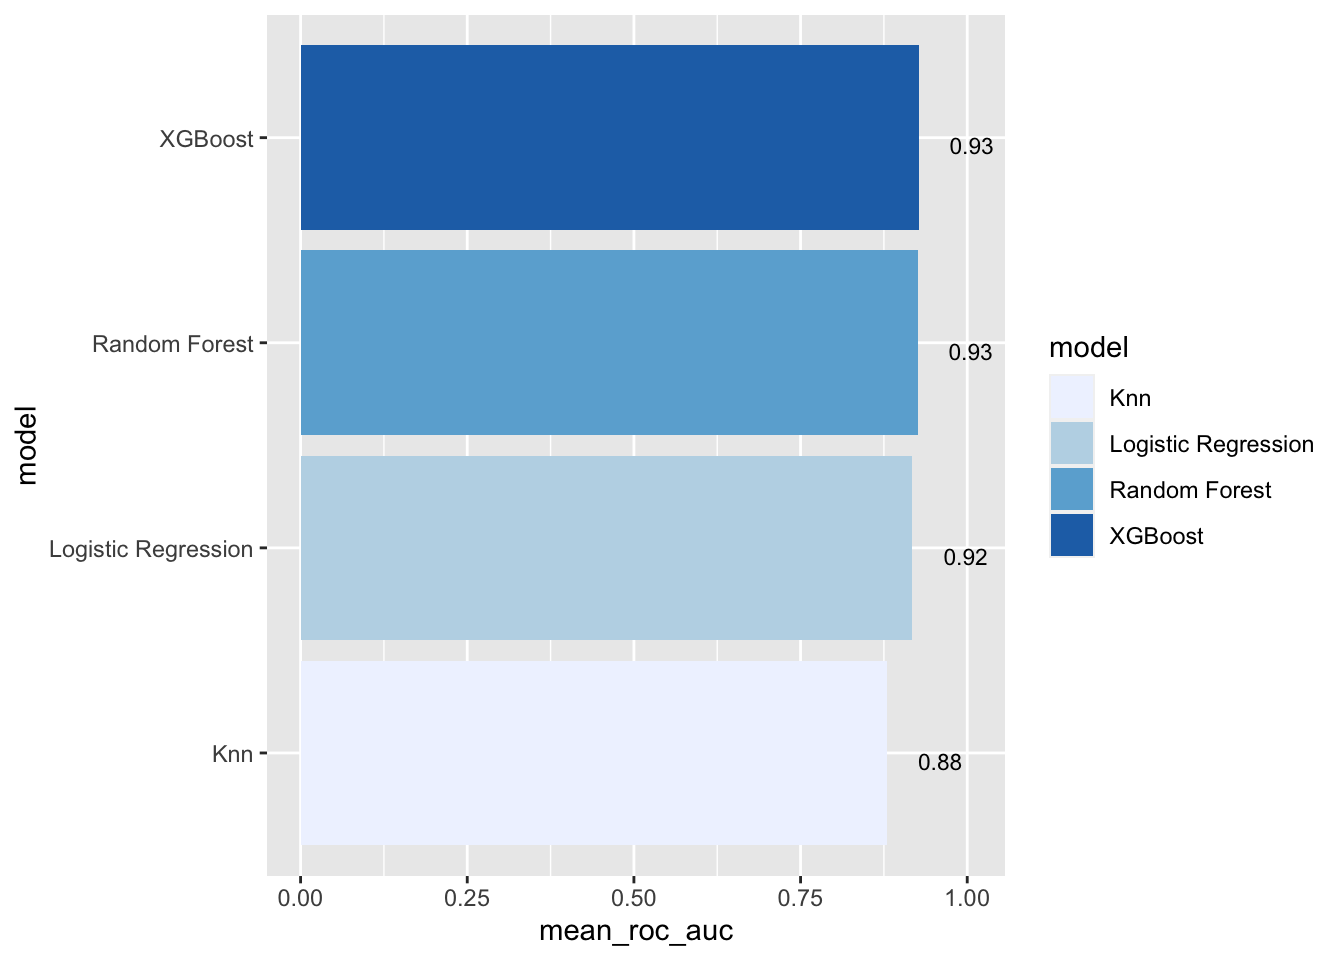 XGBoost
0.93
Random Forest
0.93
Logistic Regression
0.92
Knn
0.88
model
0.00 0.25 0.50 0.75 1.00
mean_roc_auc
model
Knn
Logistic Regression
Random Forest
XGBoost